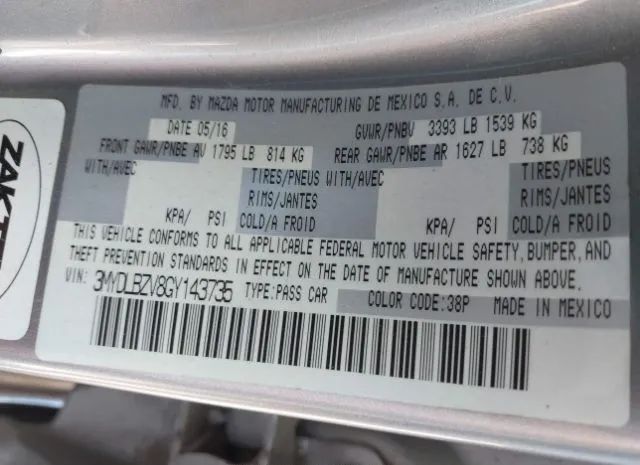 MFD. BY MAZDA MOTOR MANUFACTURING DE MEXICO S.A. DE C.V.
DATE 05/16 GVWR/PNBV 3393 LB 1539 KG
FRONT GAWR/PNBE AV 1795 LB 814 KG REAR GAWR/PNBE AR 1627 LB 738 KG
WITH/AVEC TIRES/PNEUS WITH/AVEC TIRES/PNEUS
RIMS/JANTES RIMS/JANTES
KPA/ PSI COLD/A FROID KPA/ PSI COLD/A FROID
THIS VEHICLE CONFORMS TO ALL APPLICABLE FEDERAL MOTOR VEHICLE SAFETY, BUMPER, AND
THEFT PREVENTION STANDARDS IN EFFECT ON THE DATE OF MANUFACTURE SHOWN ABOVE.
VIN: 3MYDLBZV8GY143735 TYPE:PASS CAR COLOR CODE:38P MADE IN MEXICO